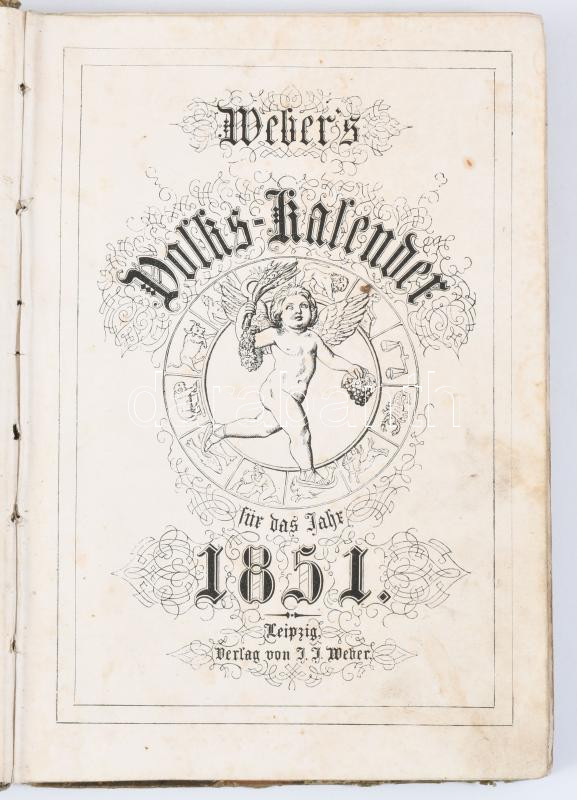 Weber's
Volks-Kalender
für das Jahr
1851.
Leipzig,
Verlag von J. J. Weber.